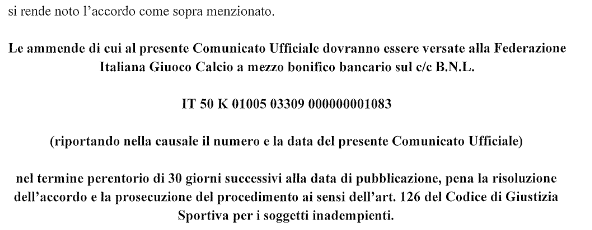 si rende noto l'accordo come sopra menzionato.
Le ammende di cui al presente Comunicato Ufficiale dovranno essere versate alla Federazione
Italiana Giuoco Calcio a mezzo bonifico bancario sul c/c B.N.L.
IT 50 K 01005 03309 000000001083
(riportando nella causale il numero e la data del presente Comunicato Ufficiale)
nel termine perentorio di 30 giorni successivi alla data di pubblicazione, pena la risoluzione
dell'accordo e la prosecuzione del procedimento ai sensi dell'art. 126 del Codice di Giustizia
Sportiva per i soggetti inadempienti.